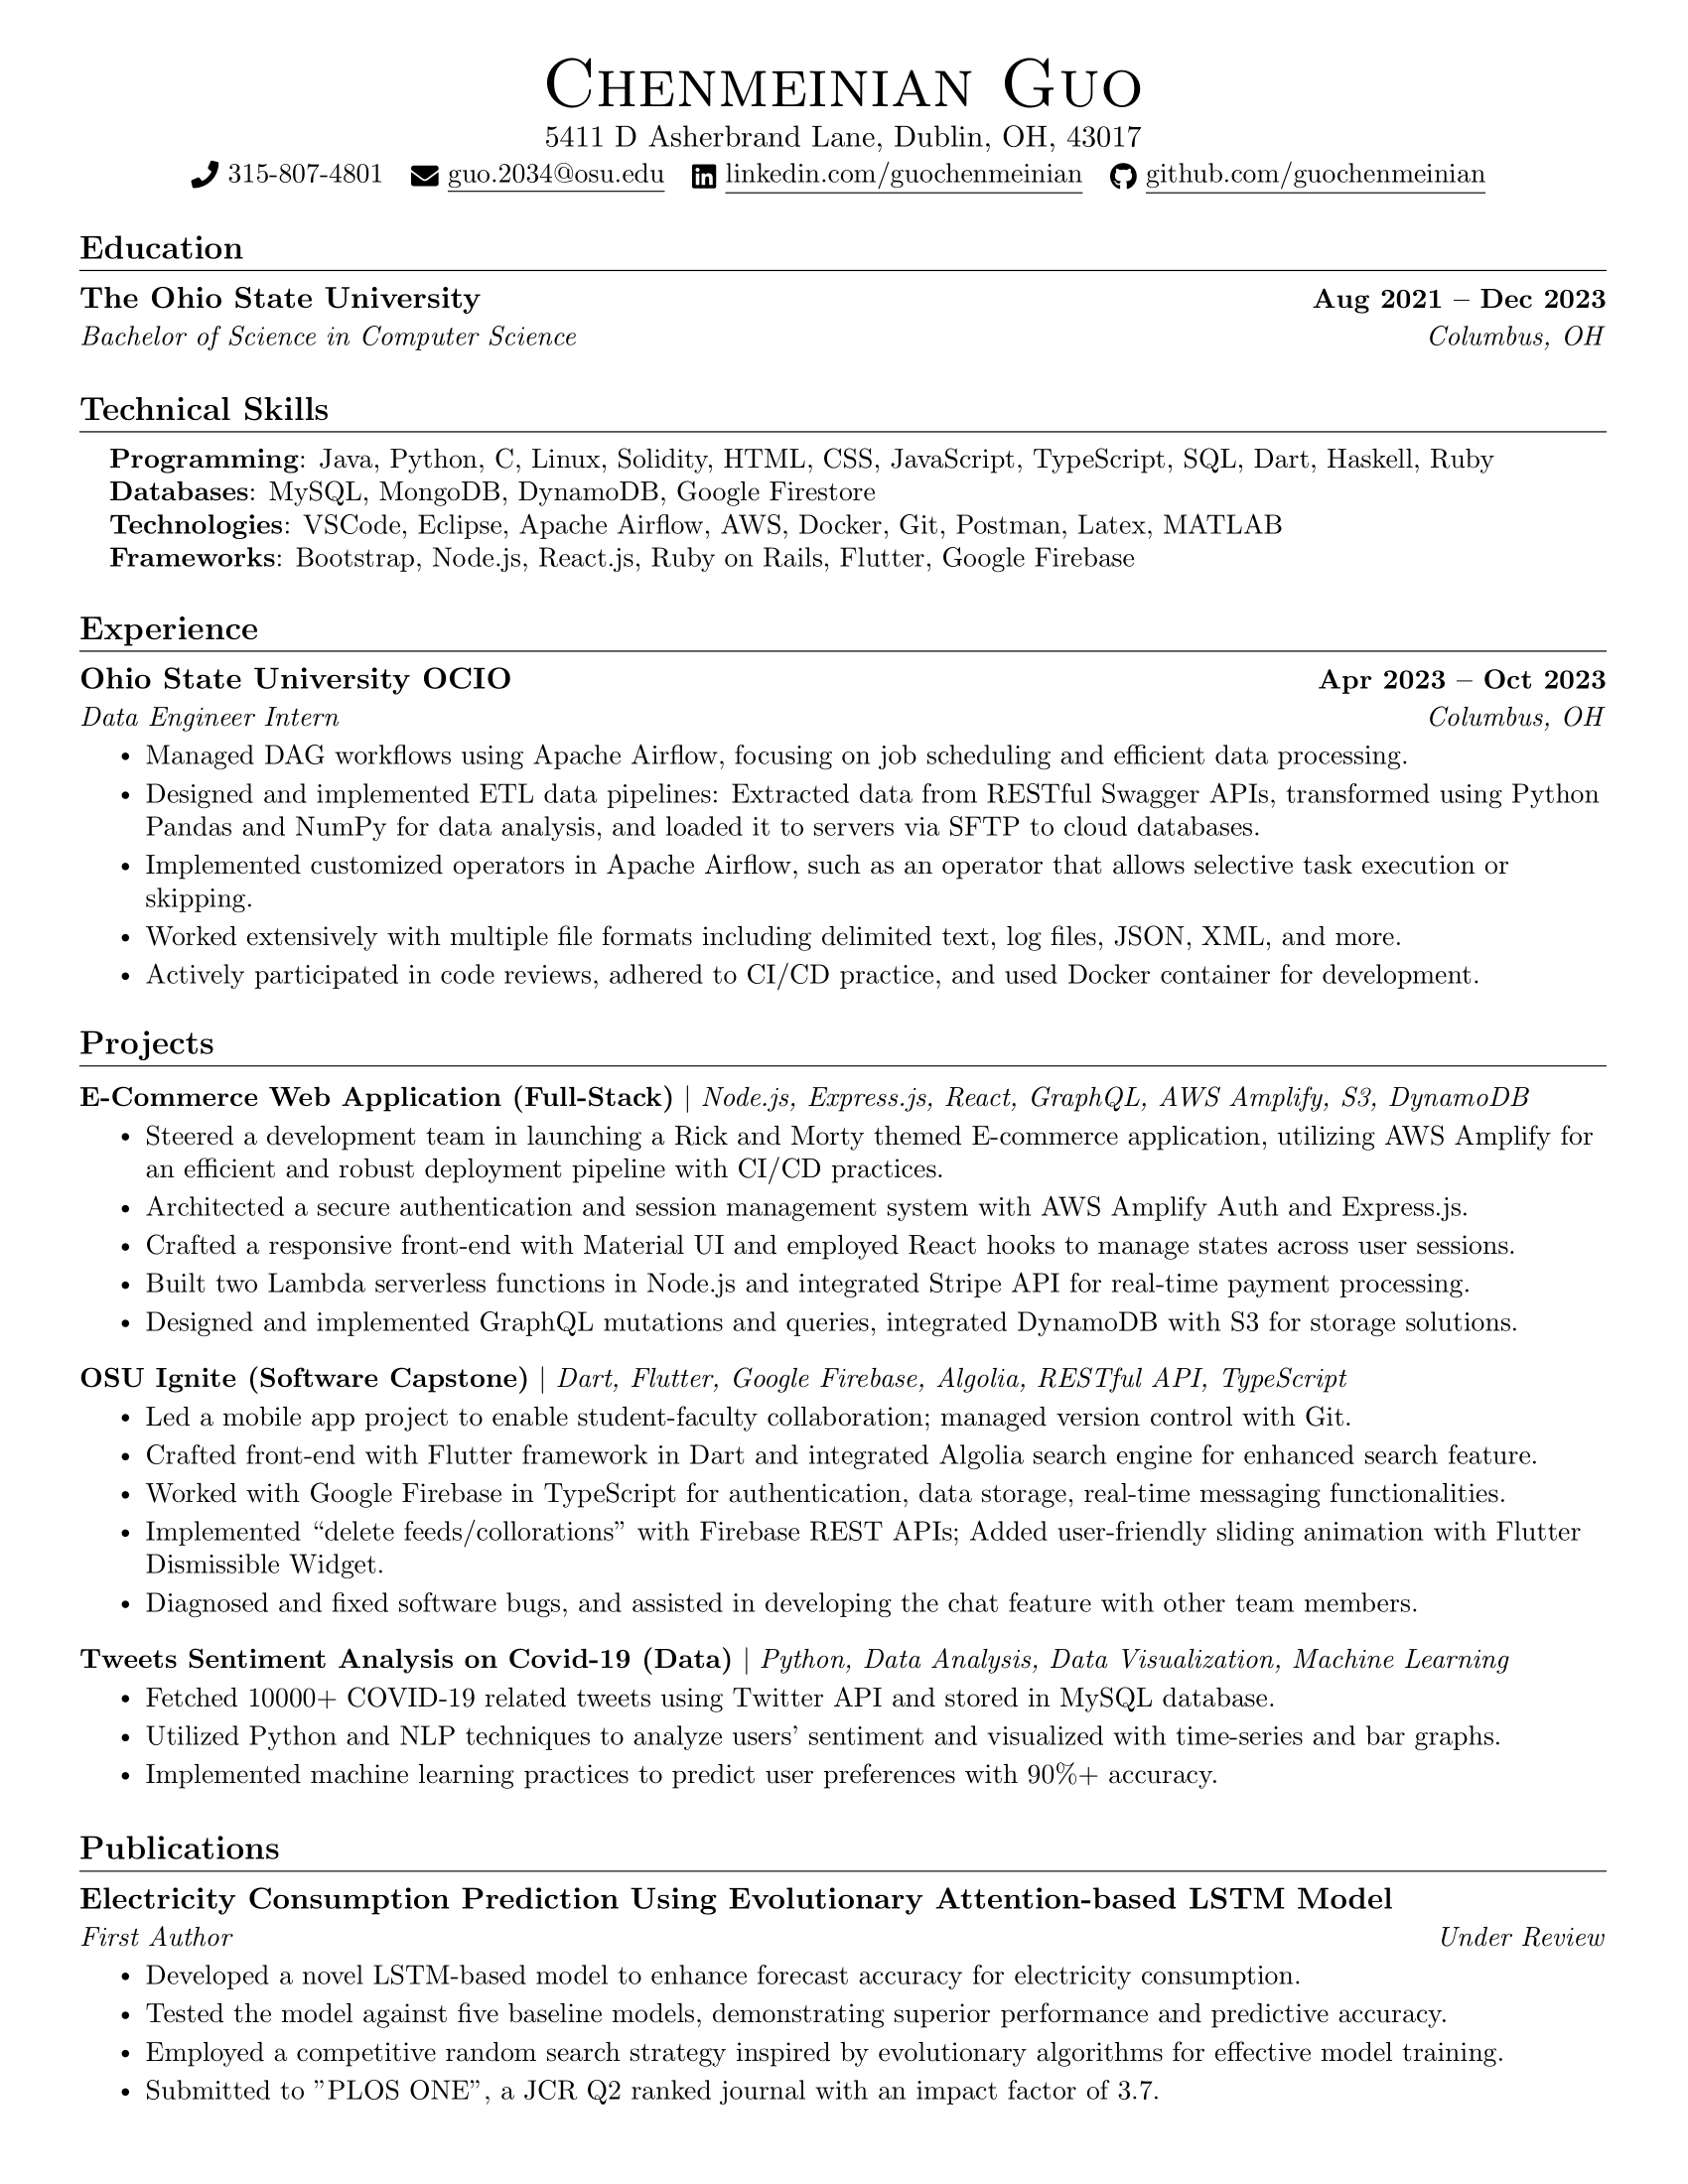 Chenmeinian Guo
5411 D Asherbrand Lane, Dublin, OH, 43017
315-807-4801 guo.2034@osu.edu linkedin.com/guochenmeinian github.com/guochenmeinian
Education
The Ohio State University Aug 2021 – Dec 2023
Bachelor of Science in Computer Science Columbus, OH
Technical Skills
Programming: Java, Python, C, Linux, Solidity, HTML, CSS, JavaScript, TypeScript, SQL, Dart, Haskell, Ruby
Databases: MySQL, MongoDB, DynamoDB, Google Firestore
Technologies: VSCode, Eclipse, Apache Airflow, AWS, Docker, Git, Postman, Latex, MATLAB
Frameworks: Bootstrap, Node.js, React.js, Ruby on Rails, Flutter, Google Firebase
Experience
Ohio State University OCIO Apr 2023 – Oct 2023
Data Engineer Intern Columbus, OH
• Managed DAG workflows using Apache Airflow, focusing on job scheduling and efficient data processing.
• Designed and implemented ETL data pipelines: Extracted data from RESTful Swagger APIs, transformed using Python
Pandas and NumPy for data analysis, and loaded it to servers via SFTP to cloud databases.
• Implemented customized operators in Apache Airflow, such as an operator that allows selective task execution or
skipping.
• Worked extensively with multiple file formats including delimited text, log files, JSON, XML, and more.
• Actively participated in code reviews, adhered to CI/CD practice, and used Docker container for development.
Projects
E-Commerce Web Application (Full-Stack) | Node.js, Express.js, React, GraphQL, AWS Amplify, S3, DynamoDB
• Steered a development team in launching a Rick and Morty themed E-commerce application, utilizing AWS Amplify for
an efficient and robust deployment pipeline with CI/CD practices.
• Architected a secure authentication and session management system with AWS Amplify Auth and Express.js.
• Crafted a responsive front-end with Material UI and employed React hooks to manage states across user sessions.
• Built two Lambda serverless functions in Node.js and integrated Stripe API for real-time payment processing.
• Designed and implemented GraphQL mutations and queries, integrated DynamoDB with S3 for storage solutions.
OSU Ignite (Software Capstone) | Dart, Flutter, Google Firebase, Algolia, RESTful API, TypeScript
• Led a mobile app project to enable student-faculty collaboration; managed version control with Git.
• Crafted front-end with Flutter framework in Dart and integrated Algolia search engine for enhanced search feature.
• Worked with Google Firebase in TypeScript for authentication, data storage, real-time messaging functionalities.
• Implemented “delete feeds/collorations” with Firebase REST APIs; Added user-friendly sliding animation with Flutter
Dismissible Widget.
• Diagnosed and fixed software bugs, and assisted in developing the chat feature with other team members.
Tweets Sentiment Analysis on Covid-19 (Data) | Python, Data Analysis, Data Visualization, Machine Learning
• Fetched 10000+ COVID-19 related tweets using Twitter API and stored in MySQL database.
• Utilized Python and NLP techniques to analyze users’ sentiment and visualized with time-series and bar graphs.
• Implemented machine learning practices to predict user preferences with 90%+ accuracy.
Publications
Electricity Consumption Prediction Using Evolutionary Attention-based LSTM Model
First Author Under Review
• Developed a novel LSTM-based model to enhance forecast accuracy for electricity consumption.
• Tested the model against five baseline models, demonstrating superior performance and predictive accuracy.
• Employed a competitive random search strategy inspired by evolutionary algorithms for effective model training.
• Submitted to ”PLOS ONE”, a JCR Q2 ranked journal with an impact factor of 3.7.